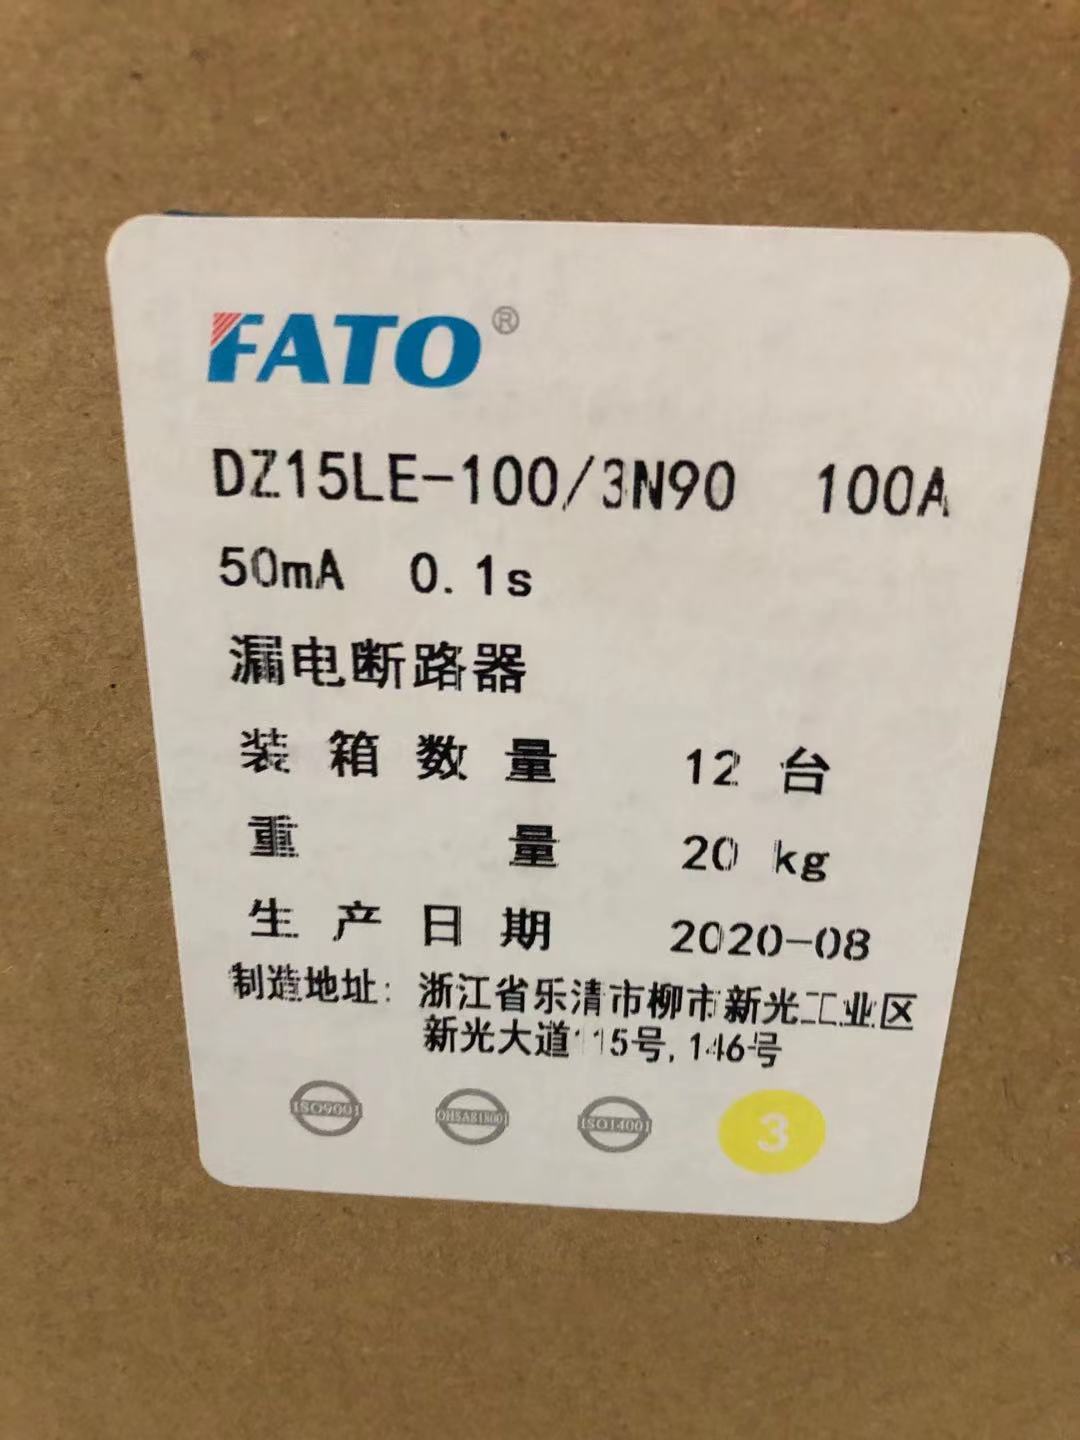 FATO®
DZ15LE-100/3N90 100A
50mA 0.1s
漏电断路器
装箱数量 12 台
重量 20 kg
生产日期 2020-08
制造地址: 浙江省乐清市柳市新光工业区
新光大道115号,146号
ISO9001 OHSAS18001 ISO14001 3